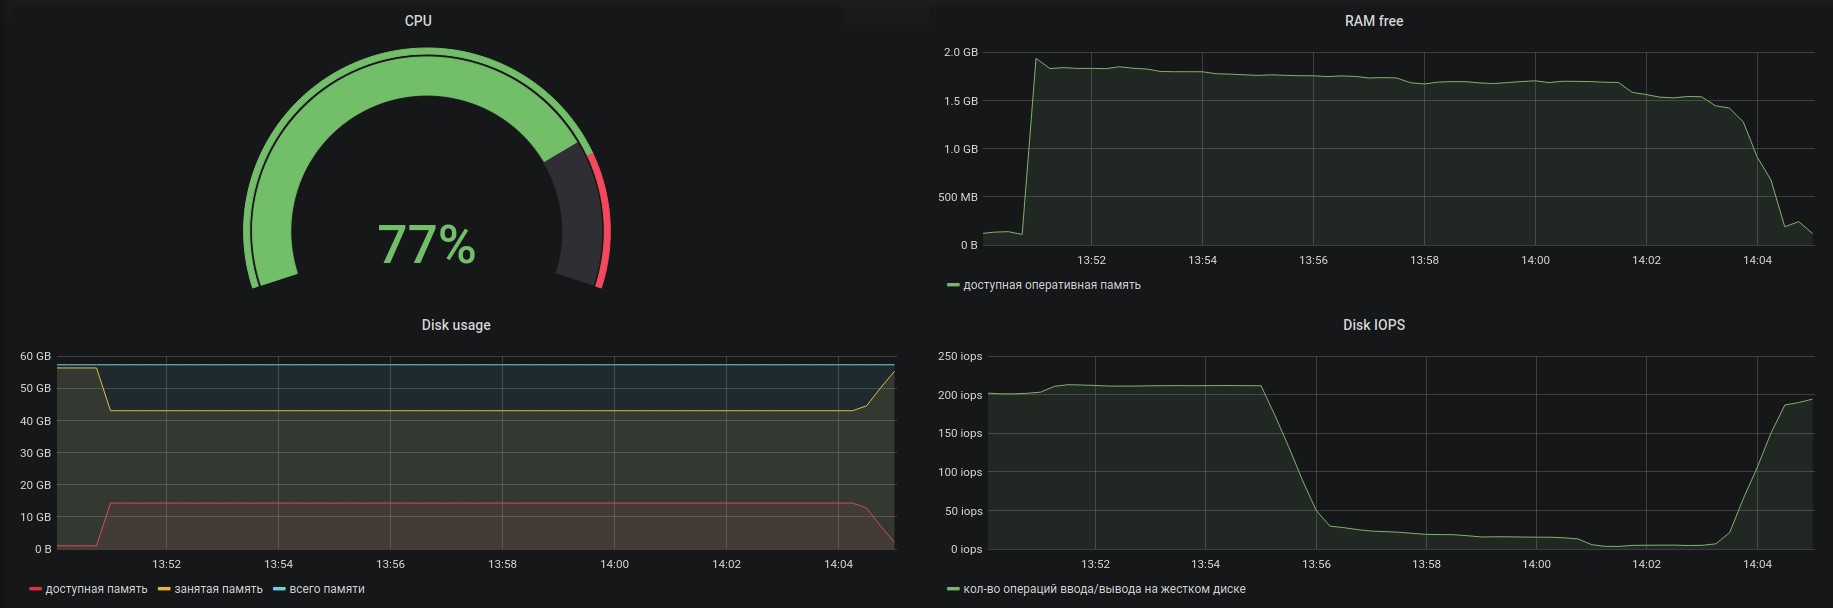 CPU
77%
RAM free
2.0 GB
1.5 GB
1.0 GB
500 MB
0 B
13:52 13:54 13:56 13:58 14:00 14:02 14:04
доступная оперативная память
Disk usage
60 GB
50 GB
40 GB
30 GB
20 GB
10 GB
0 B
13:52 13:54 13:56 13:58 14:00 14:02 14:04
доступная память занятая память всего памяти
Disk IOPS
250 iops
200 iops
150 iops
100 iops
50 iops
0 iops
13:52 13:54 13:56 13:58 14:00 14:02 14:04
кол-во операций ввода/вывода на жестком диске